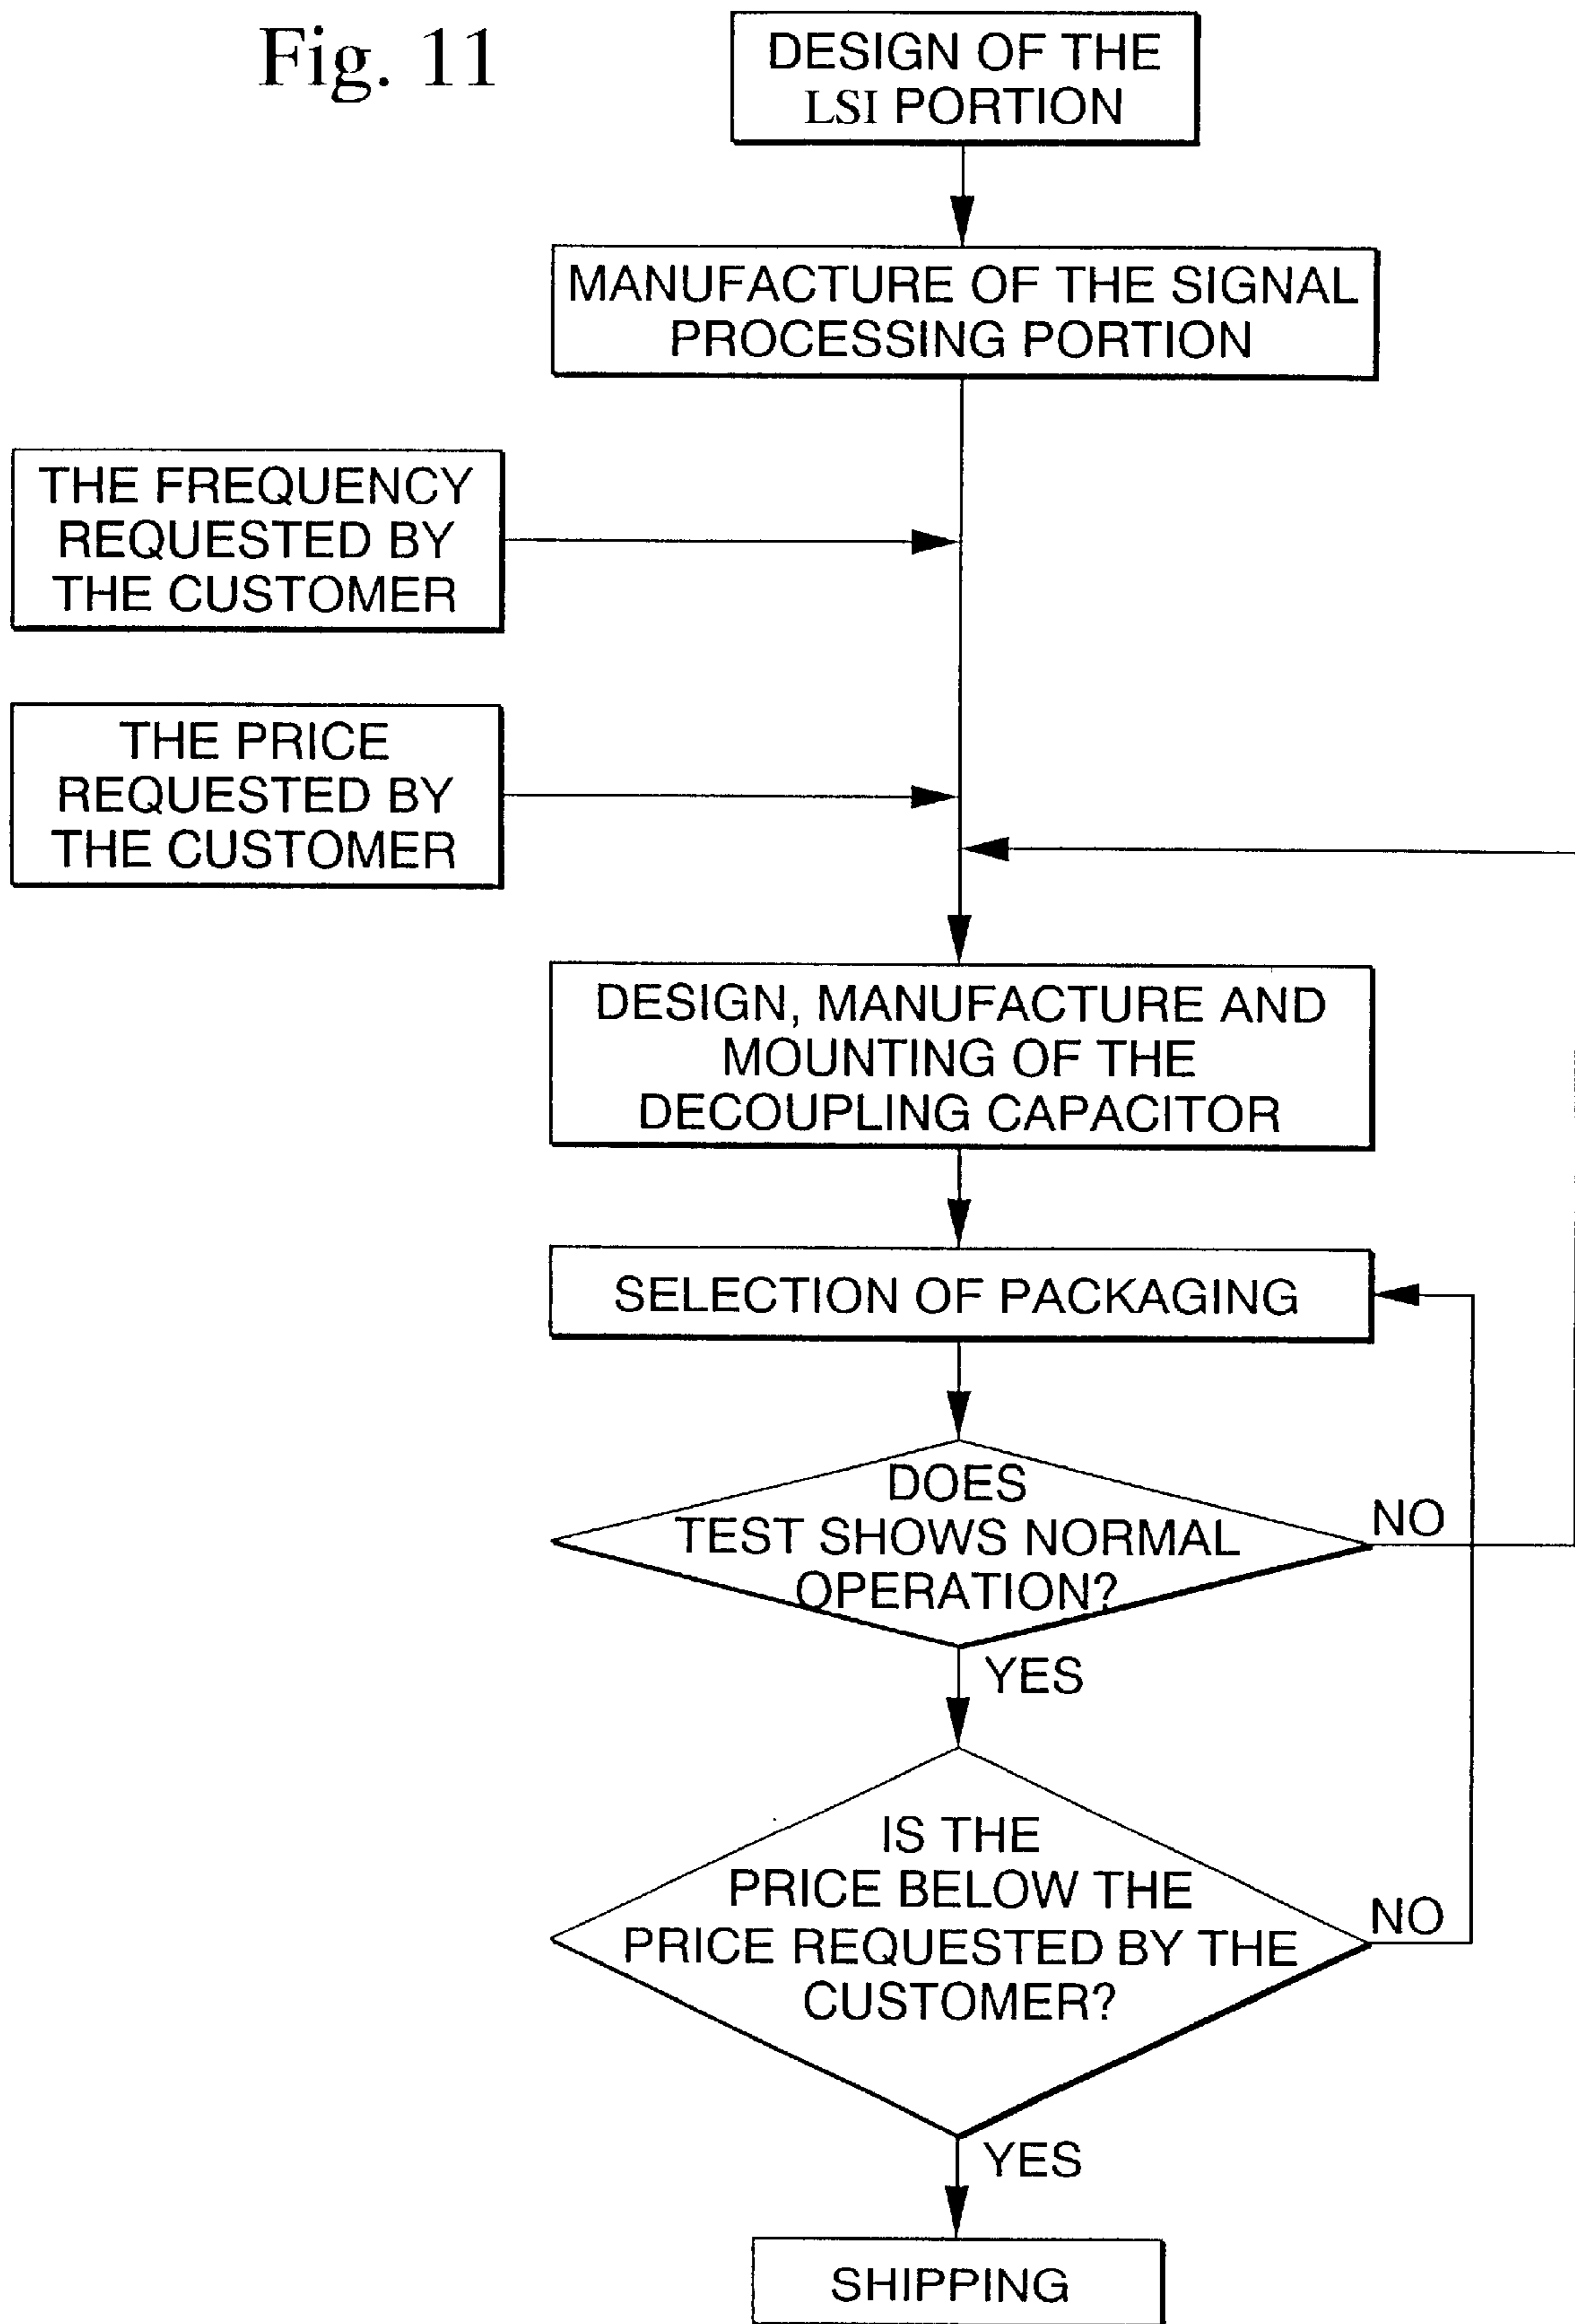 Fig. 11
DESIGN OF THE
LSI PORTION
MANUFACTURE OF THE SIGNAL
PROCESSING PORTION
THE FREQUENCY
REQUESTED BY
THE CUSTOMER
THE PRICE
REQUESTED BY
THE CUSTOMER
DESIGN, MANUFACTURE AND
MOUNTING OF THE
DECOUPLING CAPACITOR
SELECTION OF PACKAGING
DOES
TEST SHOWS NORMAL
OPERATION?
NO
YES
IS THE
PRICE BELOW THE
PRICE REQUESTED BY THE
CUSTOMER?
NO
YES
SHIPPING